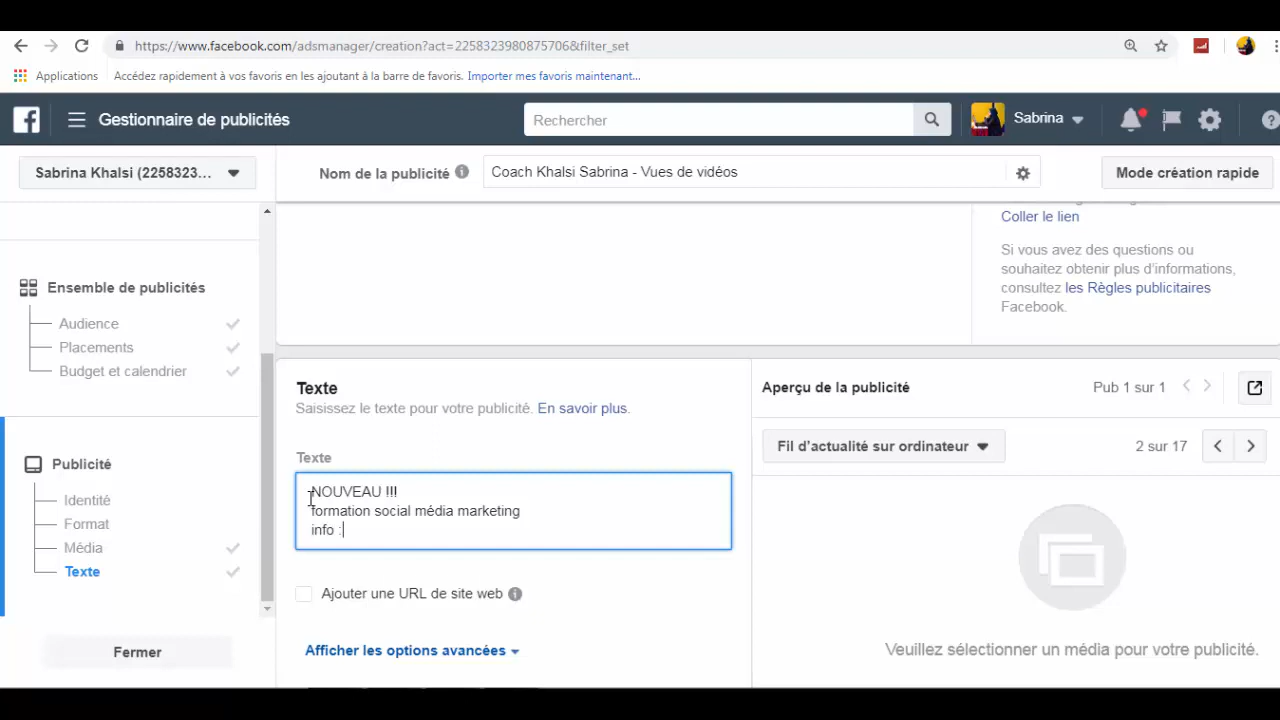 https://www.facebook.com/adsmanager/creation?act=2258323980875706&filter_set
Applications
Accédez rapidement à vos favoris en les ajoutant à la barre de favoris. Importer mes favoris maintenant...
Gestionnaire de publicités
Rechercher
Sabrina
Sabrina Khalsi (2258323...
Nom de la publicité
Coach Khalsi Sabrina - Vues de vidéos
Mode création rapide
Coller le lien
Si vous avez des questions ou
souhaitez obtenir plus d'informations,
consultez les Règles publicitaires
Facebook.
Ensemble de publicités
Audience
Placements
Budget et calendrier
Publicité
Identité
Format
Média
Texte
Fermer
Texte
Saisissez le texte pour votre publicité. En savoir plus.
Texte
NOUVEAU !!!
formation social média marketing
info :
Ajouter une URL de site web
Afficher les options avancées
Aperçu de la publicité
Pub 1 sur 1
Fil d'actualité sur ordinateur
2 sur 17
Veuillez sélectionner un média pour votre publicité.